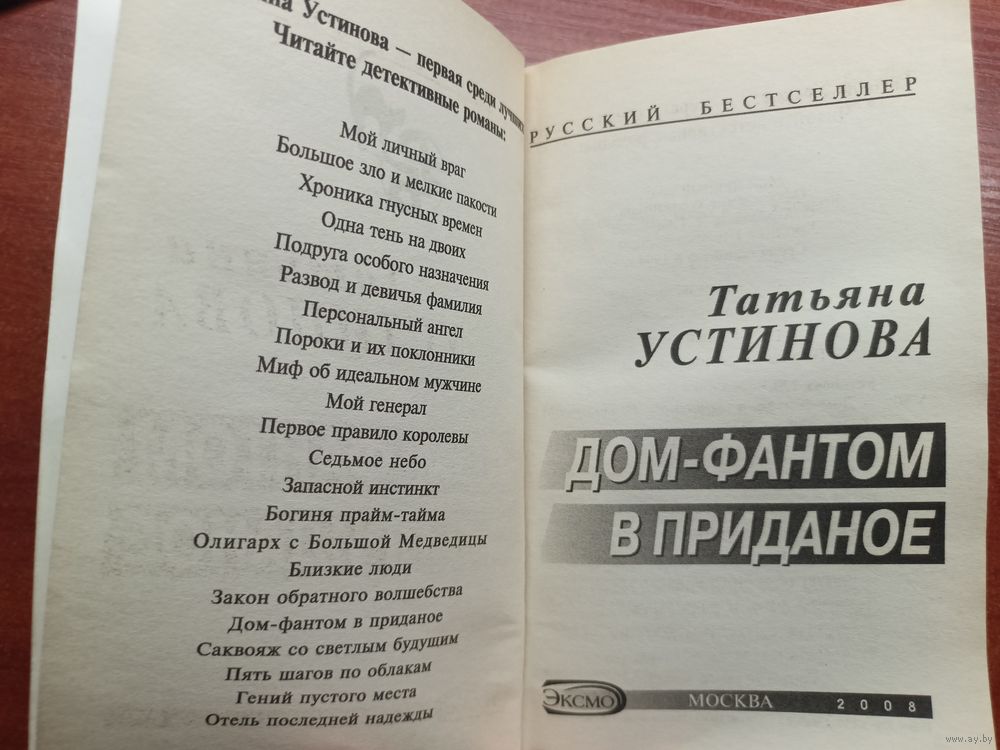 на Устинова — первая среди лучших
Читайте детективные романы:
Мой личный враг
Большое зло и мелкие пакости
Хроника гнусных времен
Одна тень на двоих
Подруга особого назначения
Развод и девичья фамилия
Персональный ангел
Пороки и их поклонники
Миф об идеальном мужчине
Мой генерал
Первое правило королевы
Седьмое небо
Запасной инстинкт
Богиня прайм-тайма
Олигарх с Большой Медведицы
Близкие люди
Закон обратного волшебства
Дом-фантом в приданое
Саквояж со светлым будущим
Пять шагов по облакам
Гений пустого места
Отель последней надежды
РУССКИЙ БЕСТСЕЛЛЕР
Татьяна
УСТИНОВА
ДОМ-ФАНТОМ
В ПРИДАНОЕ
ЭКСМО МОСКВА 2008
www.ay.by